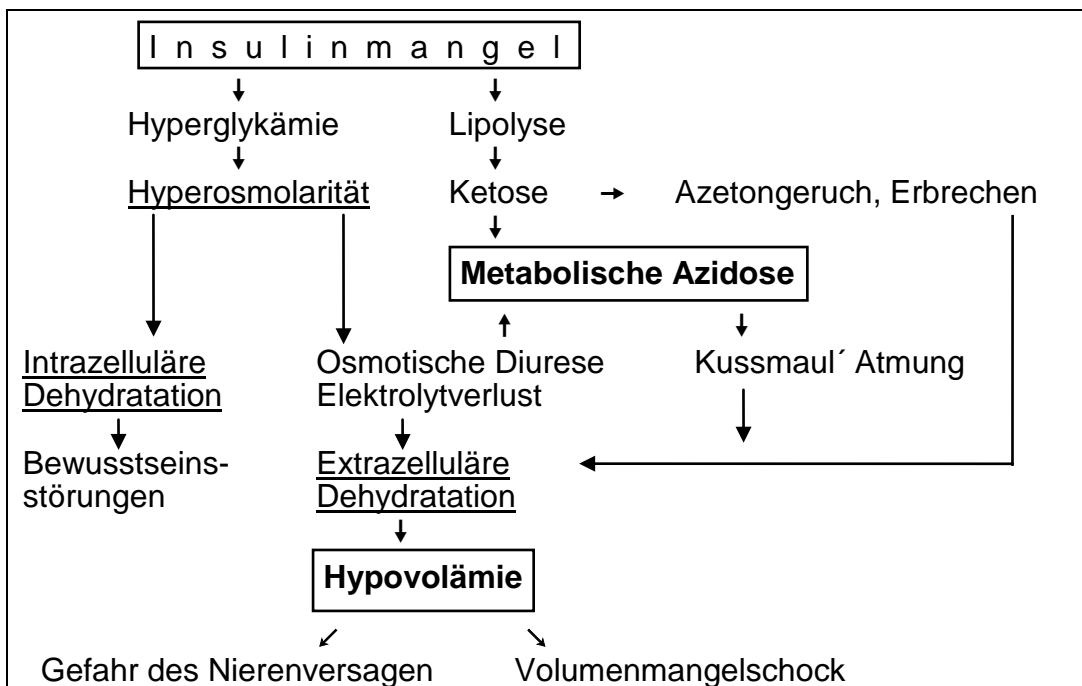 Insulinmangel
Hyperglykämie
Lipolyse
Hyperosmolarität
Ketose
Azetongeruch, Erbrechen
Metabolische Azidose
Intrazelluläre
Dehydratation
Osmotische Diurese
Elektrolytverlust
Kussmaul´ Atmung
Bewusstseins-
störungen
Extrazelluläre
Dehydratation
Hypovolämie
Gefahr des Nierenversagen
Volumenmangelschock